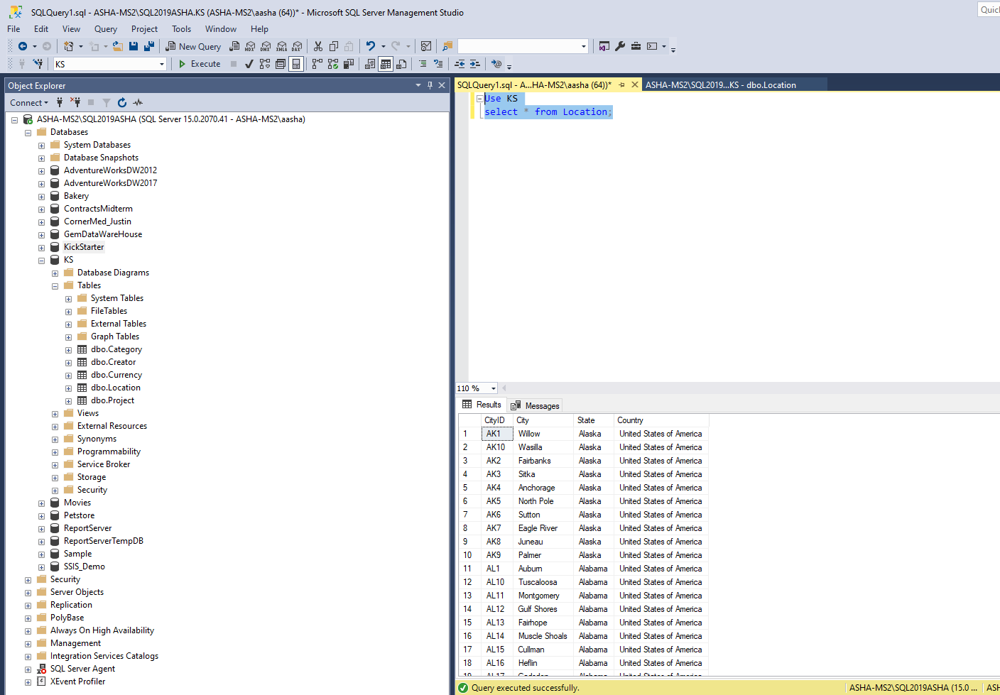 SQLQuery1.sql - ASHA-MS2\SQL2019ASHA.KS (ASHA-MS2\aasha (64))* - Microsoft SQL Server Management Studio
Quic
File Edit View Query Project Tools Window Help
New Query MDX DMX XMLA DAX
KS Execute
Object Explorer
Connect
ASHA-MS2\SQL2019ASHA (SQL Server 15.0.2070.41 - ASHA-MS2\aasha)
Databases
System Databases
Database Snapshots
AdventureWorksDW2012
AdventureWorksDW2017
Bakery
ContractsMidterm
CornerMed_Justin
GemDataWareHouse
KickStarter
KS
Database Diagrams
Tables
System Tables
FileTables
External Tables
Graph Tables
dbo.Category
dbo.Creator
dbo.Currency
dbo.Location
dbo.Project
Views
External Resources
Synonyms
Programmability
Service Broker
Storage
Security
Movies
Petstore
ReportServer
ReportServerTempDB
Sample
SSIS_Demo
Security
Server Objects
Replication
PolyBase
Always On High Availability
Management
Integration Services Catalogs
SQL Server Agent
XEvent Profiler
SQLQuery1.sql - A...HA-MS2\aasha (64))*
ASHA-MS2\SQL2019...KS - dbo.Location
Use KS
select * from Location;
110 %
Results Messages
CityID City State Country
1 AK1 Willow Alaska United States of America
2 AK10 Wasilla Alaska United States of America
3 AK2 Fairbanks Alaska United States of America
4 AK3 Sitka Alaska United States of America
5 AK4 Anchorage Alaska United States of America
6 AK5 North Pole Alaska United States of America
7 AK6 Sutton Alaska United States of America
8 AK7 Eagle River Alaska United States of America
9 AK8 Juneau Alaska United States of America
10 AK9 Palmer Alaska United States of America
11 AL1 Auburn Alabama United States of America
12 AL10 Tuscaloosa Alabama United States of America
13 AL11 Montgomery Alabama United States of America
14 AL12 Gulf Shores Alabama United States of America
15 AL13 Fairhope Alabama United States of America
16 AL14 Muscle Shoals Alabama United States of America
17 AL15 Cullman Alabama United States of America
18 AL16 Heflin Alabama United States of America
Query executed successfully.
ASHA-MS2\SQL2019ASHA (15.0 ...
ASH